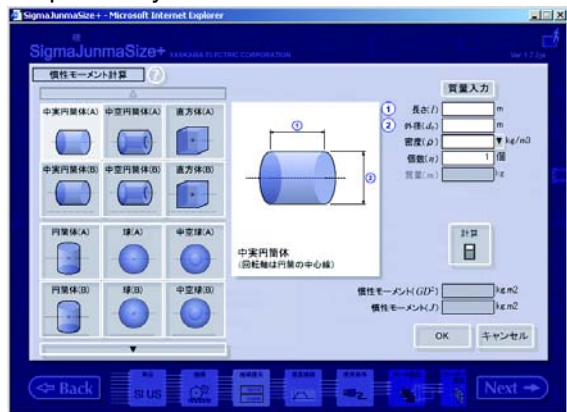 SigmaJunmaSize+ - Microsoft Internet Explorer
SigmaJunmaSize+ YASKAWA ELECTRIC CORPORATION
慣性モーメント計算
?
質量入力
中実円筒体(A) 中空円筒体(A) 直方体(A)
中実円筒体(B) 中空円筒体(B) 直方体(B)
円筒体(A) 球(A) 中空球(A)
円筒体(B) 球(B) 中空球(B)
①
②
中実円筒体
(回転軸は円筒の中心線)
① 長さ(l) m
② 外径(dₒ) m
密度(ρ) kg/m3
個数(n) 1 個
質量(m) kg
計算
慣性モーメント(GD²) kg m2
慣性モーメント(J) kg m2
OK キャンセル
Back
SI US
Next